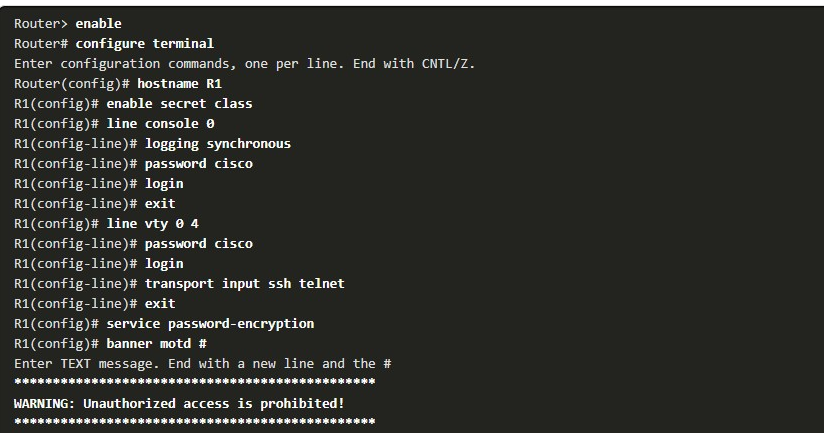 Router> enable
Router# configure terminal
Enter configuration commands, one per line. End with CNTL/Z.
Router(config)# hostname R1
R1(config)# enable secret class
R1(config)# line console 0
R1(config-line)# logging synchronous
R1(config-line)# password cisco
R1(config-line)# login
R1(config-line)# exit
R1(config)# line vty 0 4
R1(config-line)# password cisco
R1(config-line)# login
R1(config-line)# transport input ssh telnet
R1(config-line)# exit
R1(config)# service password-encryption
R1(config)# banner motd #
Enter TEXT message. End with a new line and the #
***********************************************
WARNING: Unauthorized access is prohibited!
***********************************************